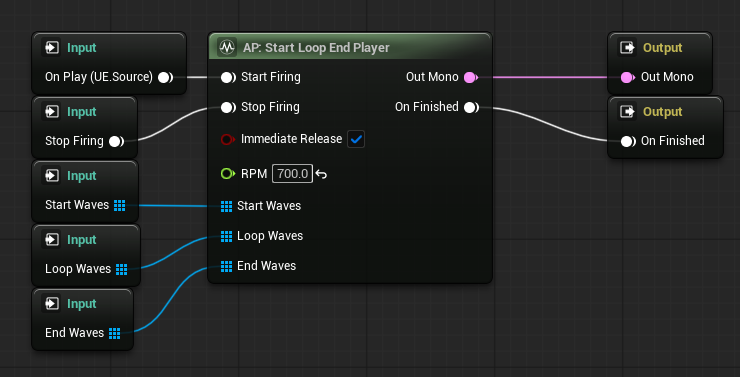 Input
On Play (UE.Source)
Input
Stop Firing
Input
Start Waves
Input
Loop Waves
Input
End Waves
AP: Start Loop End Player
Start Firing
Out Mono
Stop Firing
On Finished
Immediate Release
RPM 700.0
Start Waves
Loop Waves
End Waves
Output
Out Mono
Output
On Finished